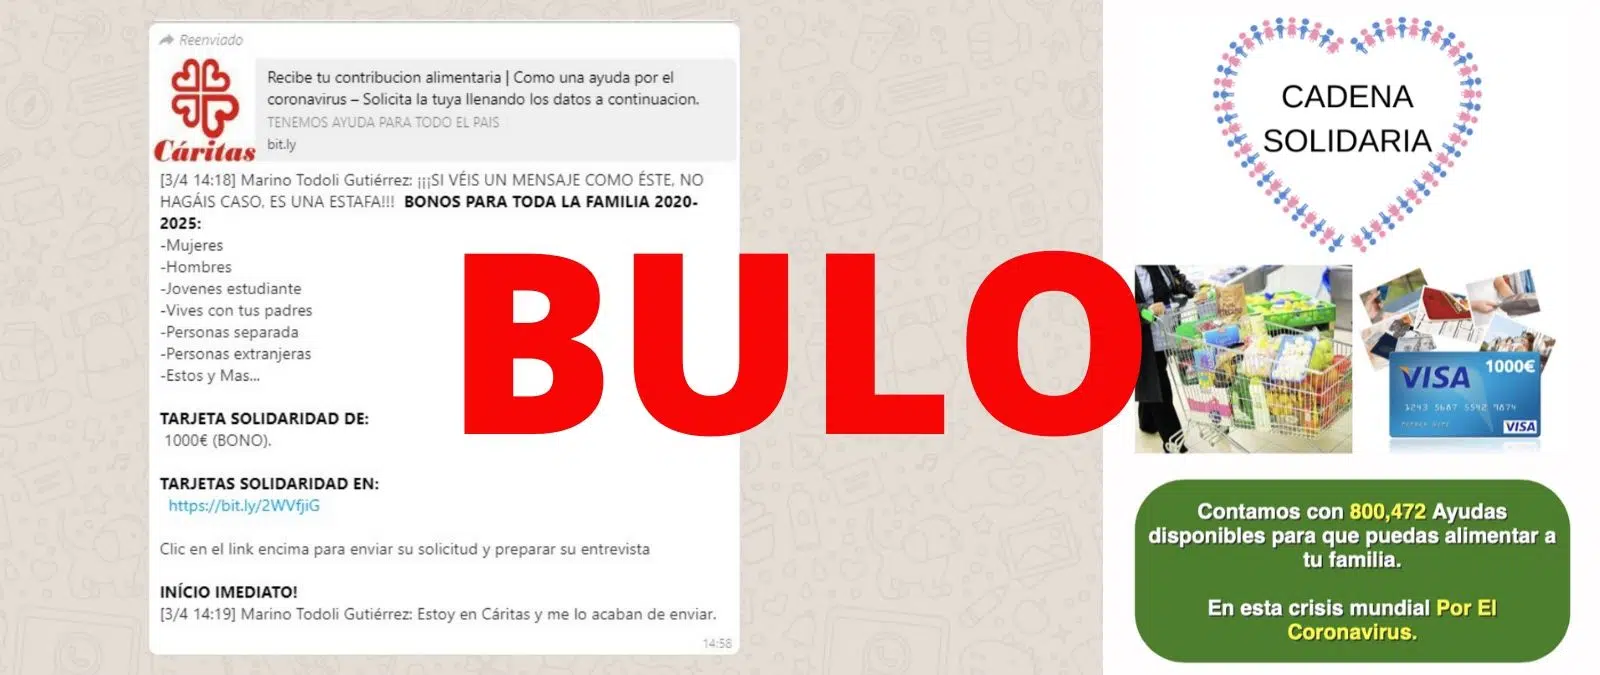 Reenviado
Cáritas
Recibe tu contribucion alimentaria | Como una ayuda por el
coronavirus – Solicita la tuya llenando los datos a continuacion.
TENEMOS AYUDA PARA TODO EL PAIS
bit.ly
[3/4 14:18] Marino Todoli Gutiérrez: ¡¡¡SI VÉIS UN MENSAJE COMO ÉSTE, NO
HAGÁIS CASO, ES UNA ESTAFA!!! BONOS PARA TODA LA FAMILIA 2020-
2025:
-Mujeres
-Hombres
-Jovenes estudiante
-Vives con tus padres
-Personas separada
-Personas extranjeras
-Estos y Mas...
TARJETA SOLIDARIDAD DE:
1000€ (BONO).
TARJETAS SOLIDARIDAD EN:
https://bit.ly/2WVfjiG
Clic en el link encima para enviar su solicitud y preparar su entrevista
INÍCIO IMEDIATO!
[3/4 14:19] Marino Todoli Gutiérrez: Estoy en Cáritas y me lo acaban de enviar.
14:58
BULO
CADENA
SOLIDARIA
VISA 1000€
VISA
Contamos con 800,472 Ayudas
disponibles para que puedas alimentar a
tu familia.
En esta crisis mundial Por El
Coronavirus.